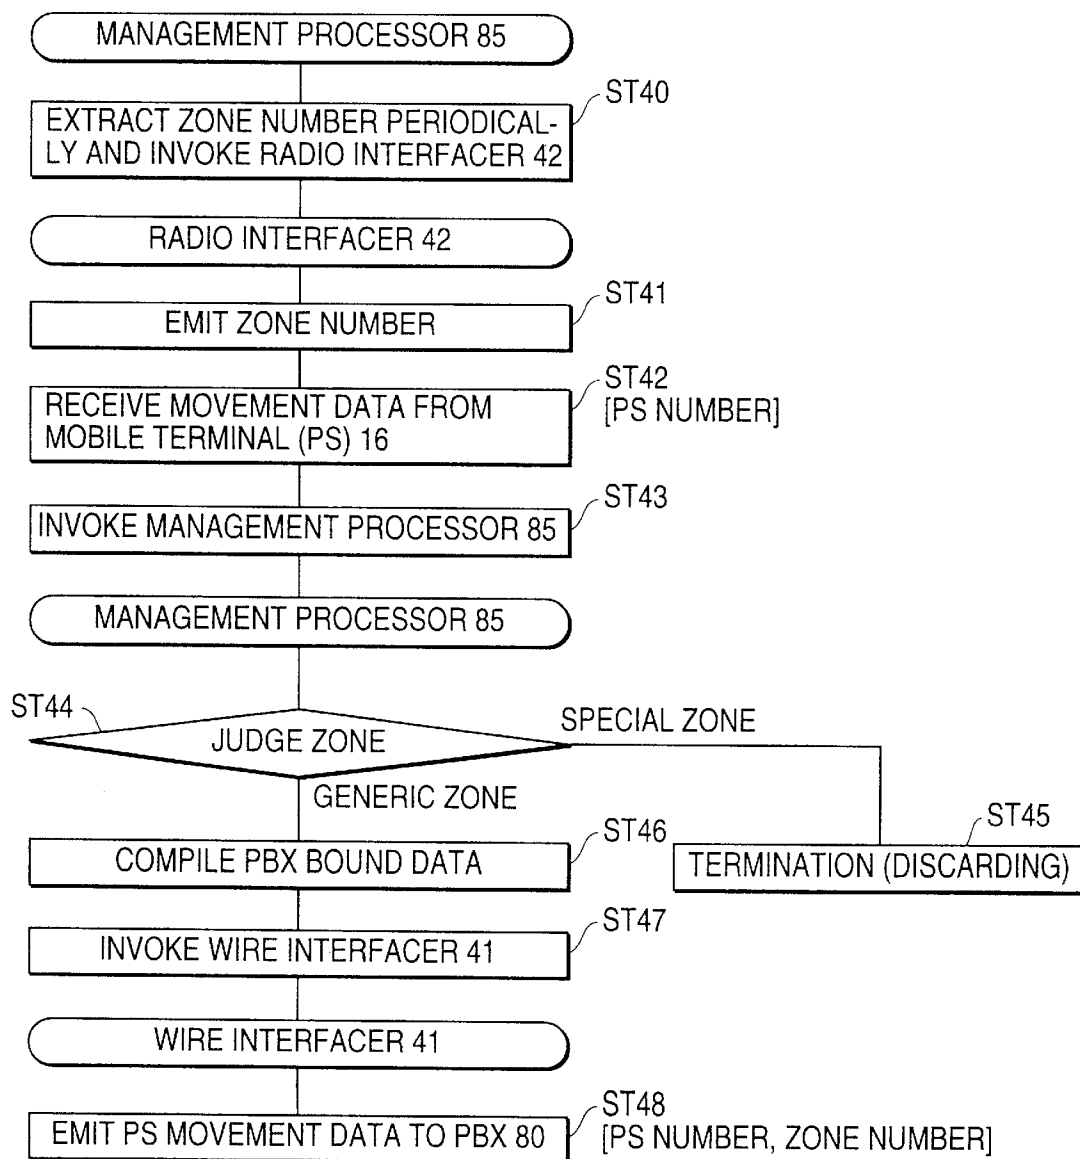 MANAGEMENT PROCESSOR 85
ST40
EXTRACT ZONE NUMBER PERIODICAL-
LY AND INVOKE RADIO INTERFACER 42
RADIO INTERFACER 42
ST41
EMIT ZONE NUMBER
ST42
[PS NUMBER]
RECEIVE MOVEMENT DATA FROM
MOBILE TERMINAL (PS) 16
ST43
INVOKE MANAGEMENT PROCESSOR 85
MANAGEMENT PROCESSOR 85
ST44
JUDGE ZONE
SPECIAL ZONE
GENERIC ZONE
ST46
COMPILE PBX BOUND DATA
ST45
TERMINATION (DISCARDING)
ST47
INVOKE WIRE INTERFACER 41
WIRE INTERFACER 41
ST48
EMIT PS MOVEMENT DATA TO PBX 80
[PS NUMBER, ZONE NUMBER]